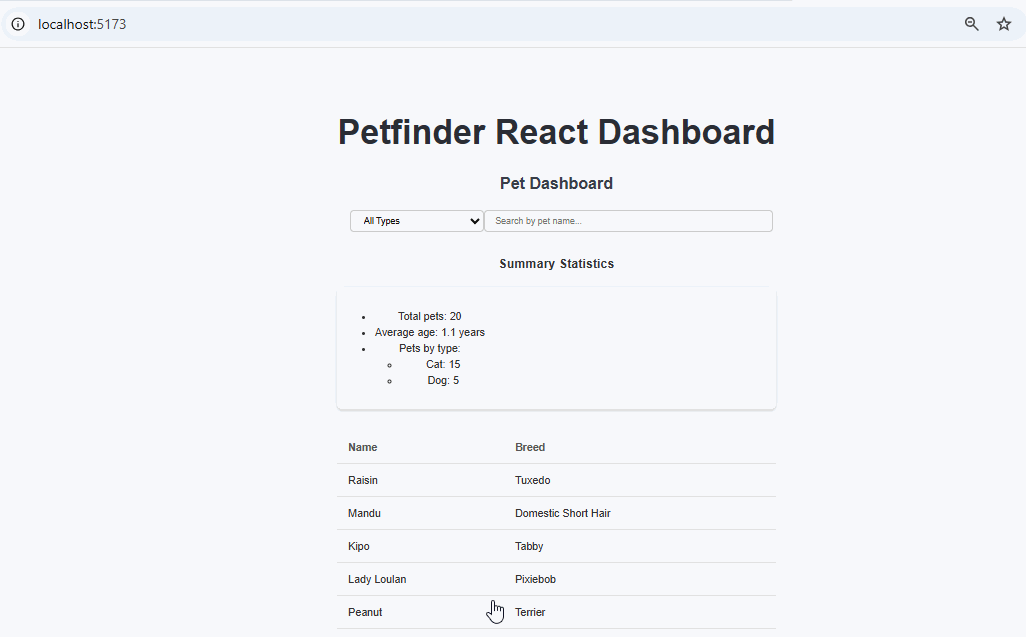 localhost:5173
Petfinder React Dashboard
Pet Dashboard
All Types Search by pet name...
Summary Statistics
Total pets: 20
Average age: 1.1 years
Pets by type:
Cat: 15
Dog: 5
Name Breed
Raisin Tuxedo
Mandu Domestic Short Hair
Kipo Tabby
Lady Loulan Pixiebob
Peanut Terrier